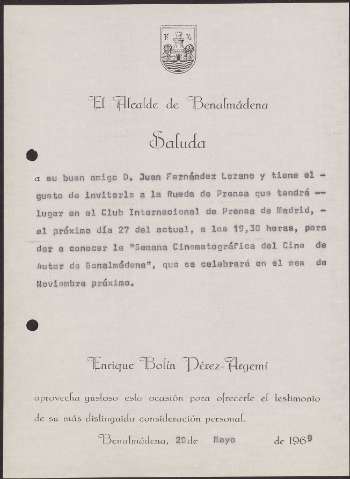 El Alcalde de Benalmádena
Saluda
a su buen amigo D. Juan Fernández Lozano y tiene el -
gusto de invitarle a la Rueda de Prensa que tendrá --
lugar en el Club Internacional de Prensa de Madrid, -
el próximo día 27 del actual, a las 19,30 horas, para
dar a conocer la "Semana Cinematográfica del Cine de
Autor de Benalmádena", que se celebrará en el mes de
Noviembre próximo.
Enrique Bolín Pérez-Argemí
aprovecha gustoso esta ocasión para ofrecerle el testimonio
de su más distinguida consideración personal.
Benalmádena, 20 de Mayo de 1969